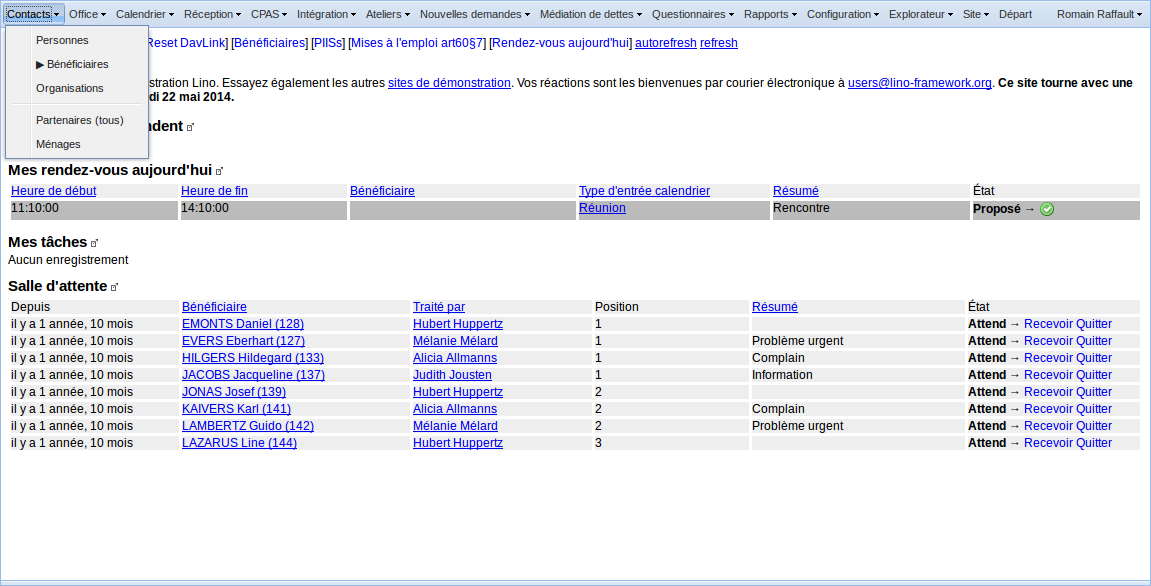 Contacts Office Calendrier Réception CPAS Intégration Ateliers Nouvelles demandes Médiation de dettes Questionnaires Rapports Configuration Explorateur Site Départ Romain Raffault
Personnes
▶ Bénéficiaires
Organisations
Partenaires (tous)
Ménages
Reset DavLink] [Bénéficiaires] [PIISs] [Mises à l'emploi art60§7] [Rendez-vous aujourd'hui] autorefresh refresh
stration Lino. Essayez également les autres sites de démonstration. Vos réactions sont les bienvenues par courier électronique à users@lino-framework.org. Ce site tourne avec une
di 22 mai 2014.
ndent
Mes rendez-vous aujourd'hui
Heure de début Heure de fin Bénéficiaire Type d'entrée calendrier Résumé État
11:10:00 14:10:00 Réunion Rencontre Proposé →
Mes tâches
Aucun enregistrement
Salle d'attente
Depuis Bénéficiaire Traité par Position Résumé État
il y a 1 année, 10 mois EMONTS Daniel (128) Hubert Huppertz 1 Attend → Recevoir Quitter
il y a 1 année, 10 mois EVERS Eberhart (127) Mélanie Mélard 1 Problème urgent Attend → Recevoir Quitter
il y a 1 année, 10 mois HILGERS Hildegard (133) Alicia Allmanns 1 Complain Attend → Recevoir Quitter
il y a 1 année, 10 mois JACOBS Jacqueline (137) Judith Jousten 1 Information Attend → Recevoir Quitter
il y a 1 année, 10 mois JONAS Josef (139) Hubert Huppertz 2 Attend → Recevoir Quitter
il y a 1 année, 10 mois KAIVERS Karl (141) Alicia Allmanns 2 Complain Attend → Recevoir Quitter
il y a 1 année, 10 mois LAMBERTZ Guido (142) Mélanie Mélard 2 Problème urgent Attend → Recevoir Quitter
il y a 1 année, 10 mois LAZARUS Line (144) Hubert Huppertz 3 Attend → Recevoir Quitter